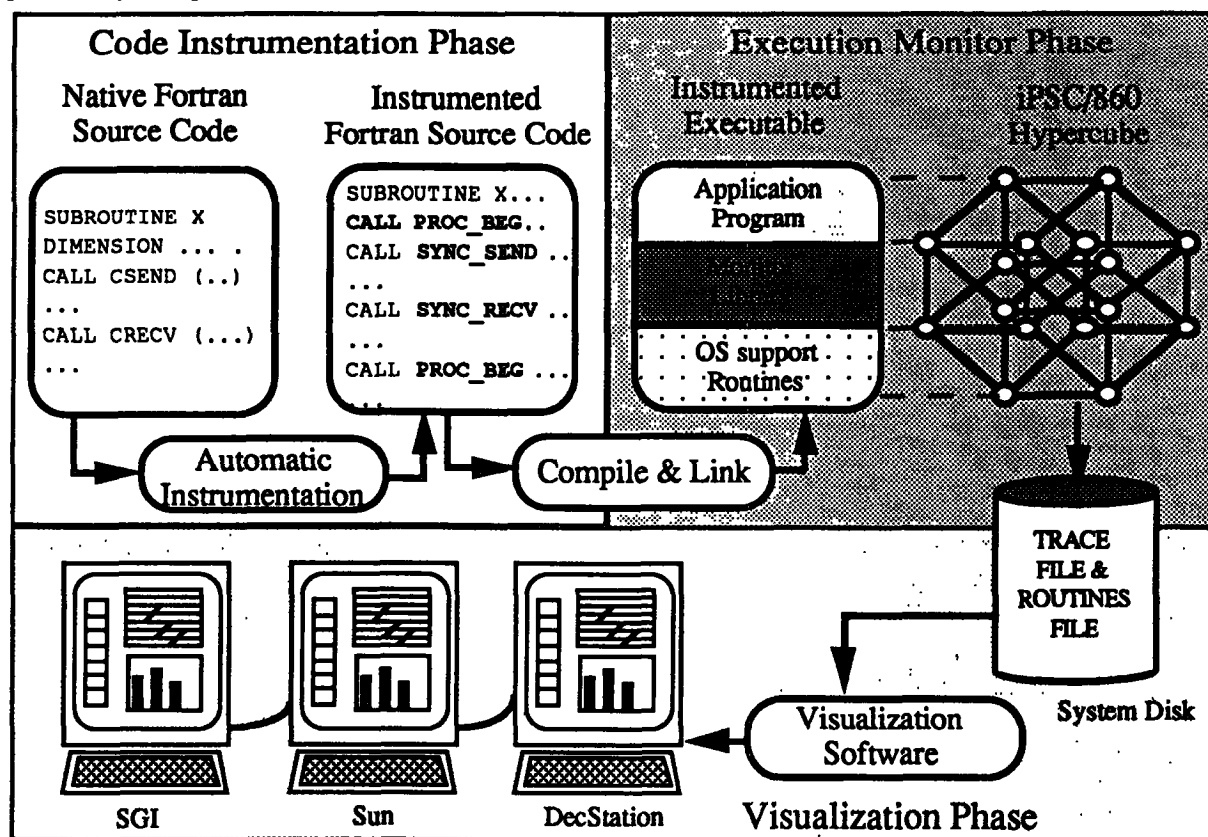 Code Instrumentation Phase
Execution Monitor Phase
Native Fortran
Source Code
Instrumented
Fortran Source Code
Instrumented
Executable
iPSC/860
Hypercube
SUBROUTINE X
DIMENSION ... .
CALL CSEND (..)
...
CALL CRECV (...)
...
SUBROUTINE X...
CALL PROC_BEG..
CALL SYNC_SEND ..
...
CALL SYNC_RECV ..
...
CALL PROC_BEG ...
...
Application
Program
Monitor
OS support
Routines
Automatic
Instrumentation
Compile & Link
TRACE
FILE &
ROUTINES
FILE
System Disk
Visualization
Software
SGI
Sun
DecStation
Visualization Phase